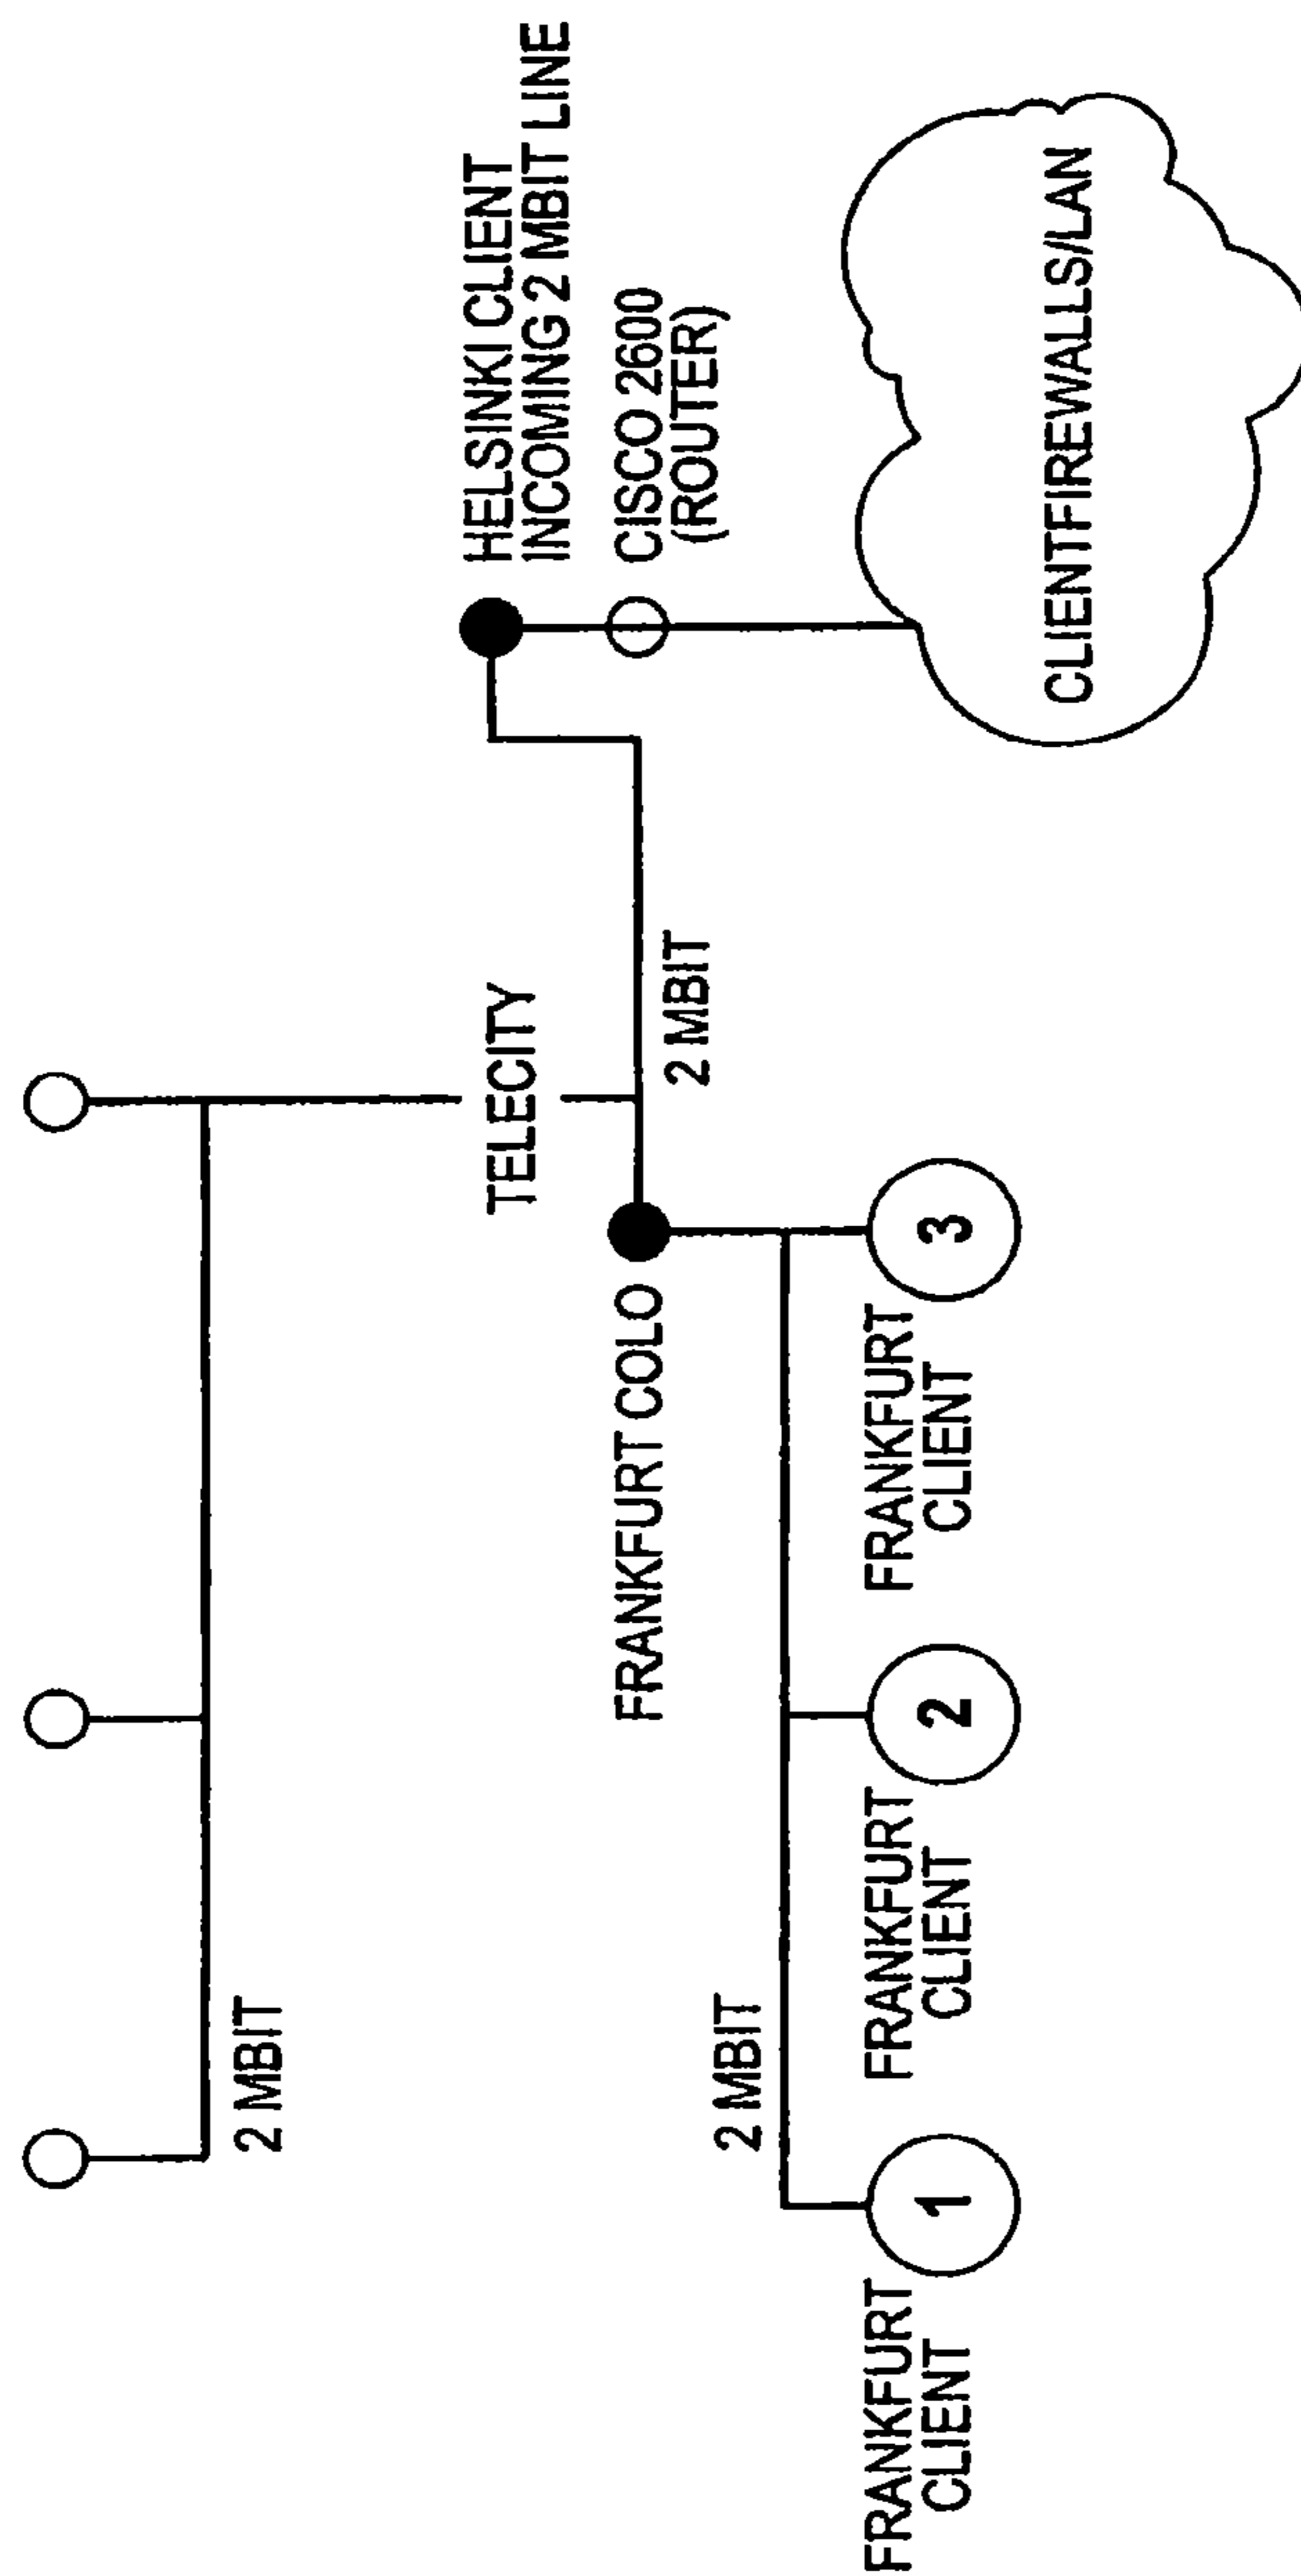 2 MBIT
TELECITY
HELSINKI CLIENT
INCOMING 2 MBIT LINE
CISCO 2600
(ROUTER)
FRANKFURT COLO
2 MBIT
2 MBIT
FRANKFURT
CLIENT
1
FRANKFURT
CLIENT
2
FRANKFURT
CLIENT
3
CLIENTFIREWALLS/LAN